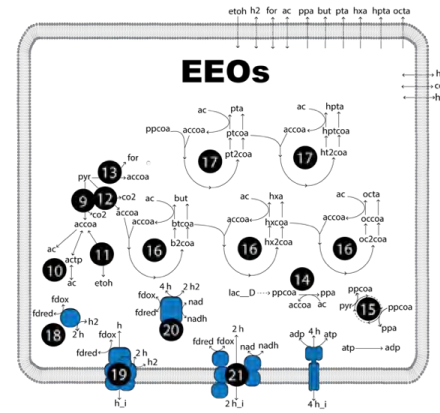 etoh h2 for ac ppa but pta hxa hpta octa
EEOs
ac pta
ppcoa accoa ptcoa
pt2coa
17
ac hpta
accoa hptcoa
ht2coa
17
for
13
pyr accoa
9 12 co2
co2 accoa
accoa
ac actp
10 11
ac etoh
ac but
accoa btcoa
b2coa
16
ac hxa
accoa hxcoa
hx2coa
16
ac octa
accoa occoa
oc2coa
16
14
lac__D ppcoa ppa
accoa ac
ppcoa
pyr 15 ppcoa
ppa
fdox
fdred h2
18 2 h
4 h 2 h2
fdox nad
fdred nadh
20
h
fdox 2 h
fdred h2
19
h_i
2 h
fdred fdox nad nadh
21
2 h_i
adp 4 h atp
4 h_i
atp adp